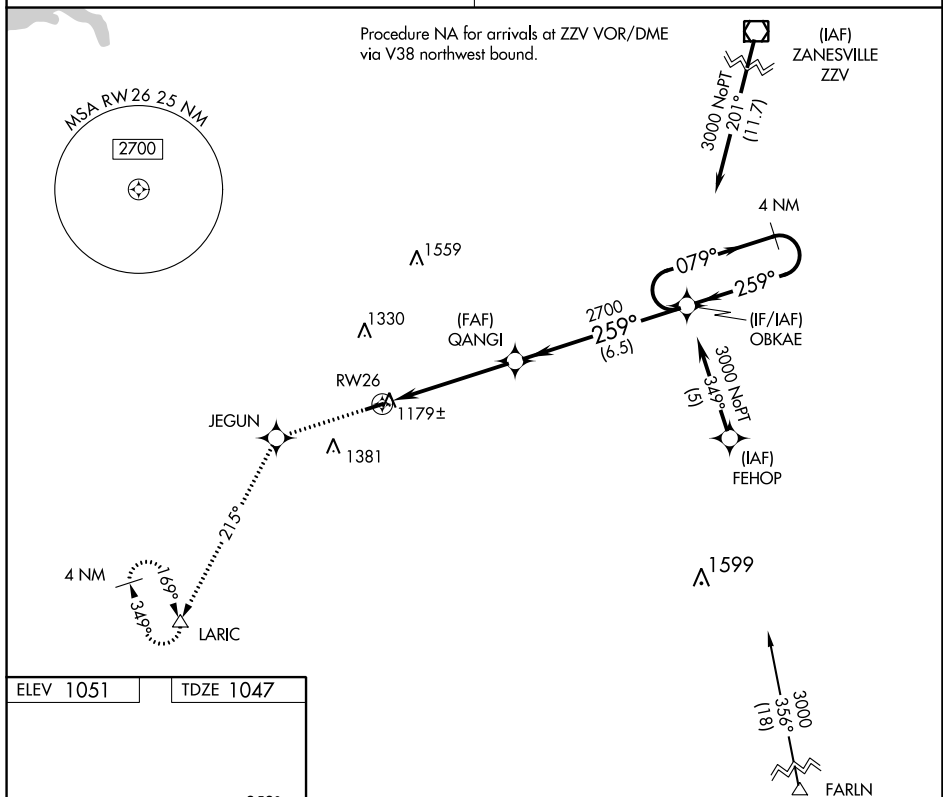 Procedure NA for arrivals at ZZV VOR/DME
via V38 northwest bound.
(IAF)
ZANESVILLE
ZZV
3000 NoPT
201°
(11.7)
MSA RW26 25 NM
2700
4 NM
079°
259°
1559
1330
(FAF)
QANGI
2700
259°
(6.5)
(IF/IAF)
OBKAE
RW26
1179±
3000 NoPT
349°
(5)
JEGUN
1381
(IAF)
FEHOP
215°
4 NM
169°
349°
LARIC
1599
ELEV 1051
TDZE 1047
3000
356°
(18)
FARLN